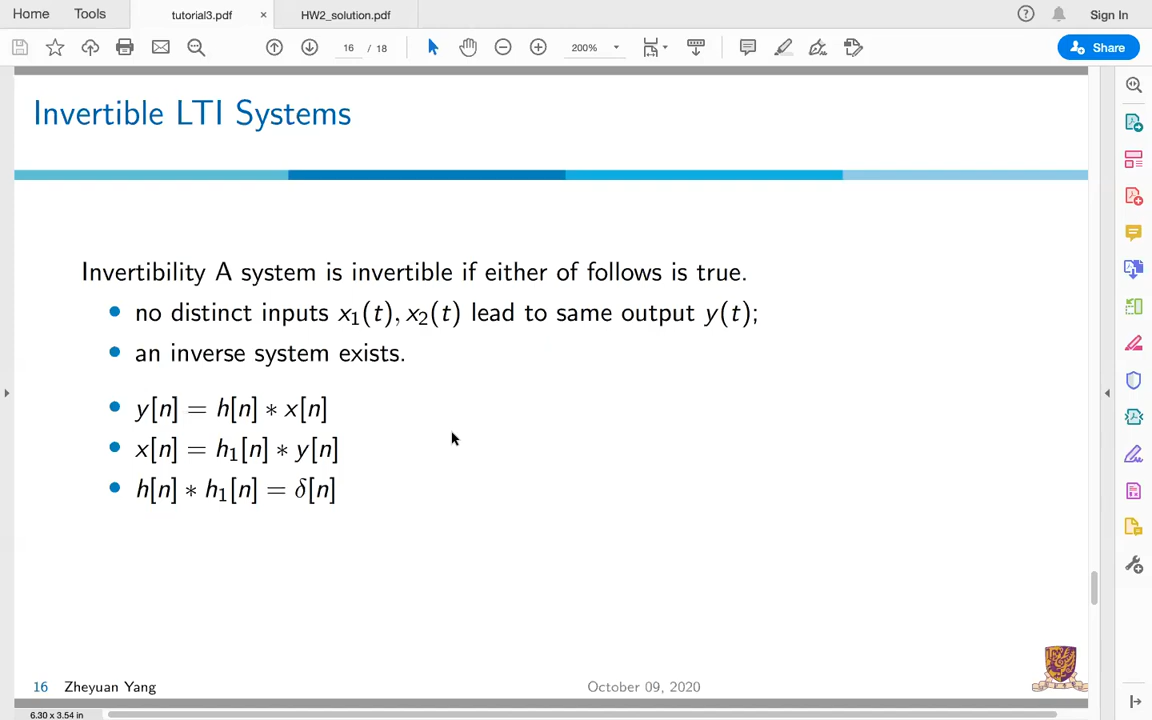 Home Tools tutorial3.pdf × HW2_solution.pdf Sign In
16 / 18 200% Share
Invertible LTI Systems
Invertibility A system is invertible if either of follows is true.
• no distinct inputs x₁(t), x₂(t) lead to same output y(t);
• an inverse system exists.
• y[n] = h[n] ∗ x[n]
• x[n] = h₁[n] ∗ y[n]
• h[n] ∗ h₁[n] = δ[n]
16 Zheyuan Yang October 09, 2020
6.30 x 3.54 in